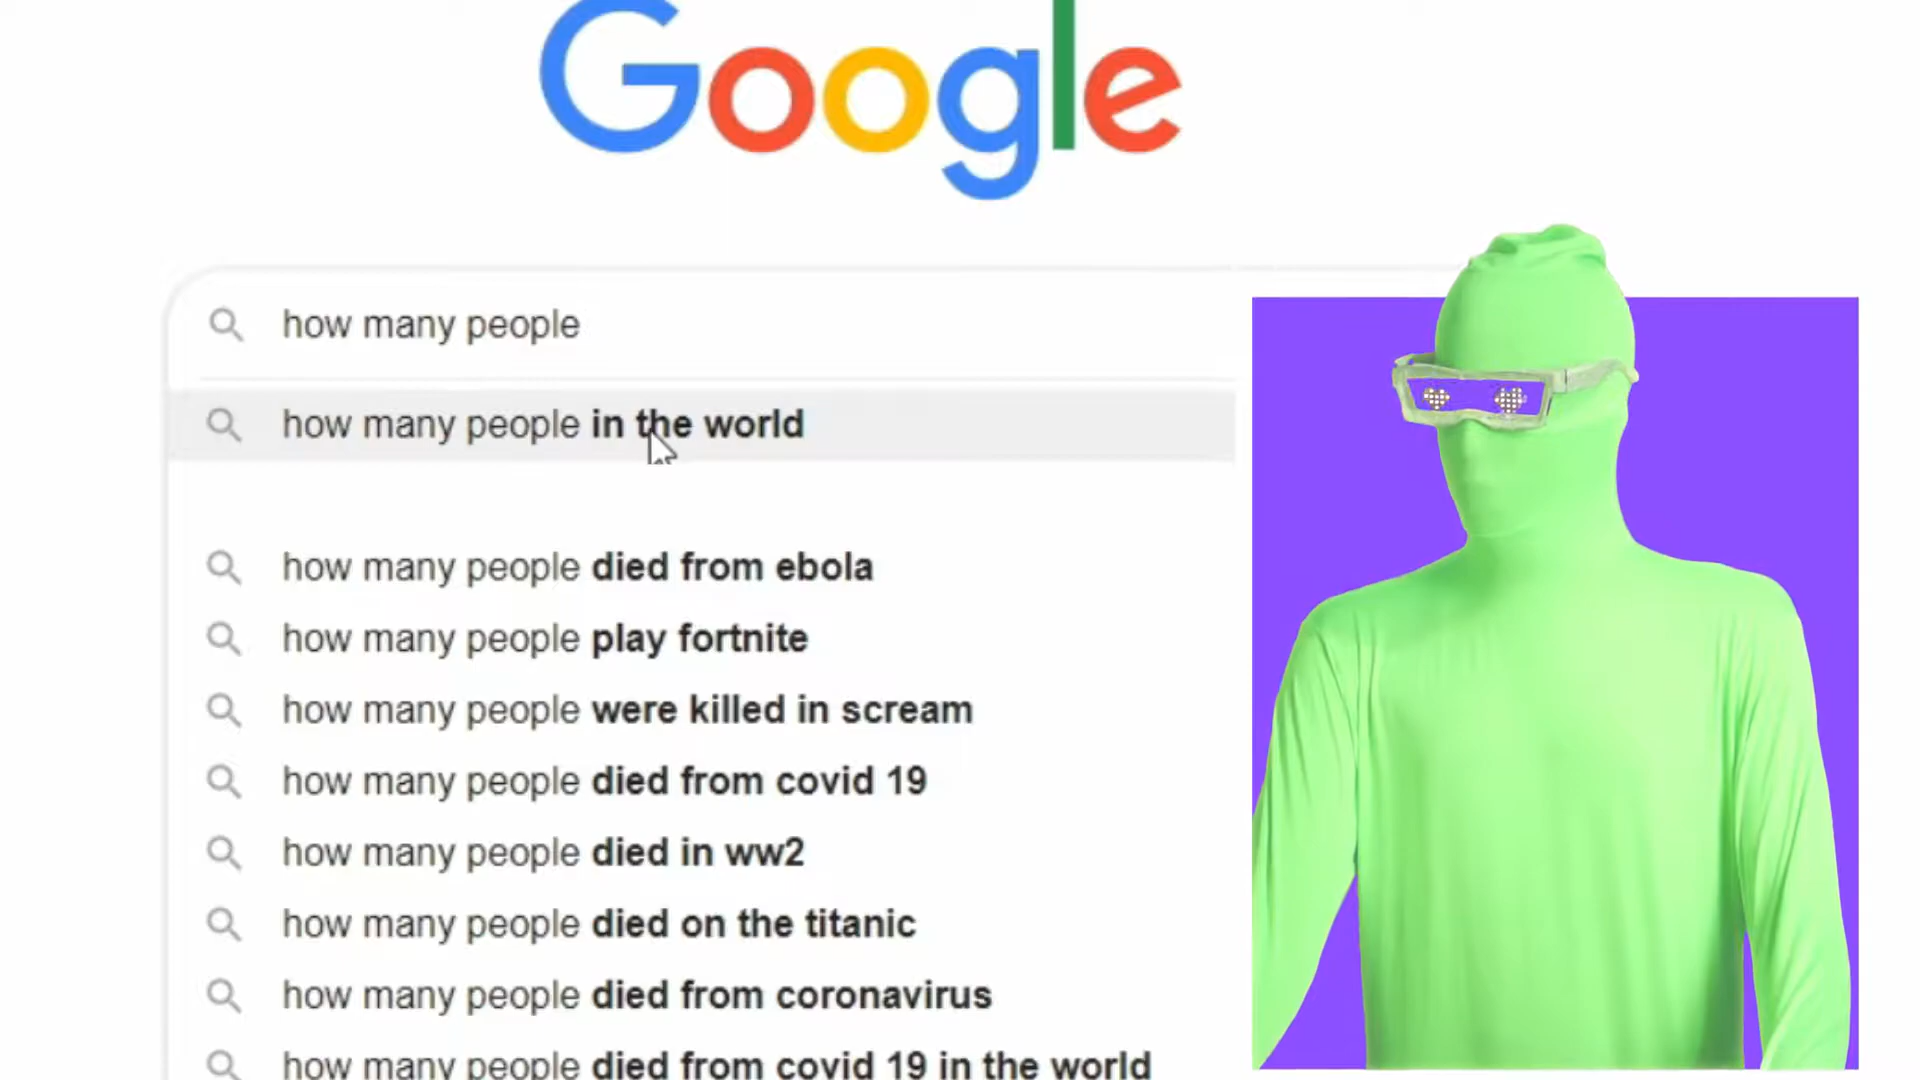 Google
how many people
how many people in the world
how many people died from ebola
how many people play fortnite
how many people were killed in scream
how many people died from covid 19
how many people died in ww2
how many people died on the titanic
how many people died from coronavirus
how many people died from covid 19 in the world